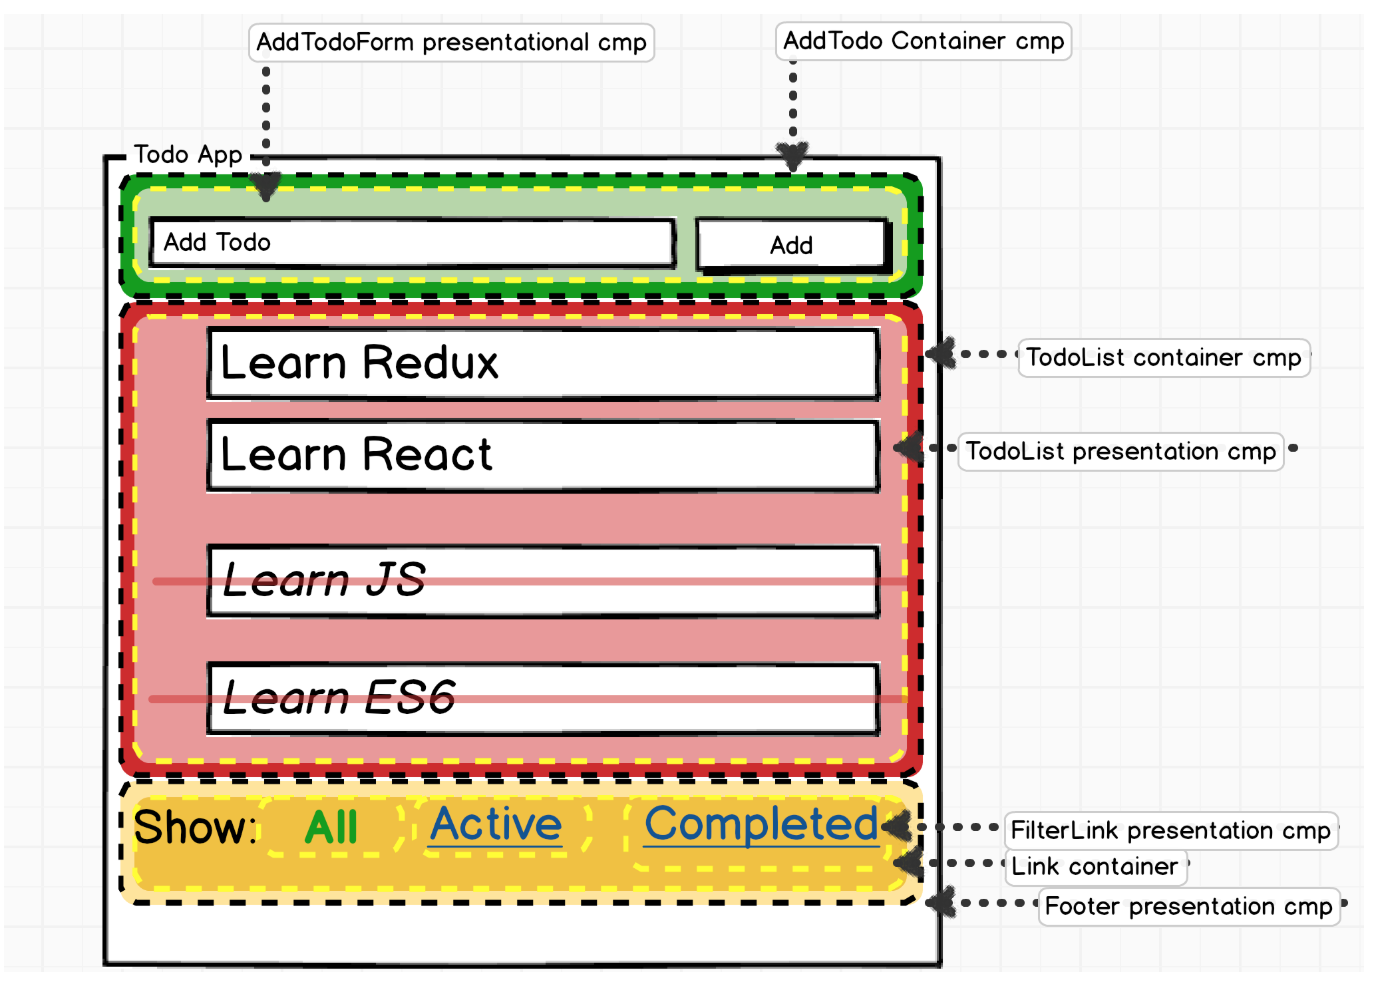 AddTodoForm presentational cmp
AddTodo Container cmp
Todo App
Add Todo
Add
Learn Redux
TodoList container cmp
Learn React
TodoList presentation cmp
Learn JS
Learn ES6
Show: All Active Completed
FilterLink presentation cmp
Link container
Footer presentation cmp